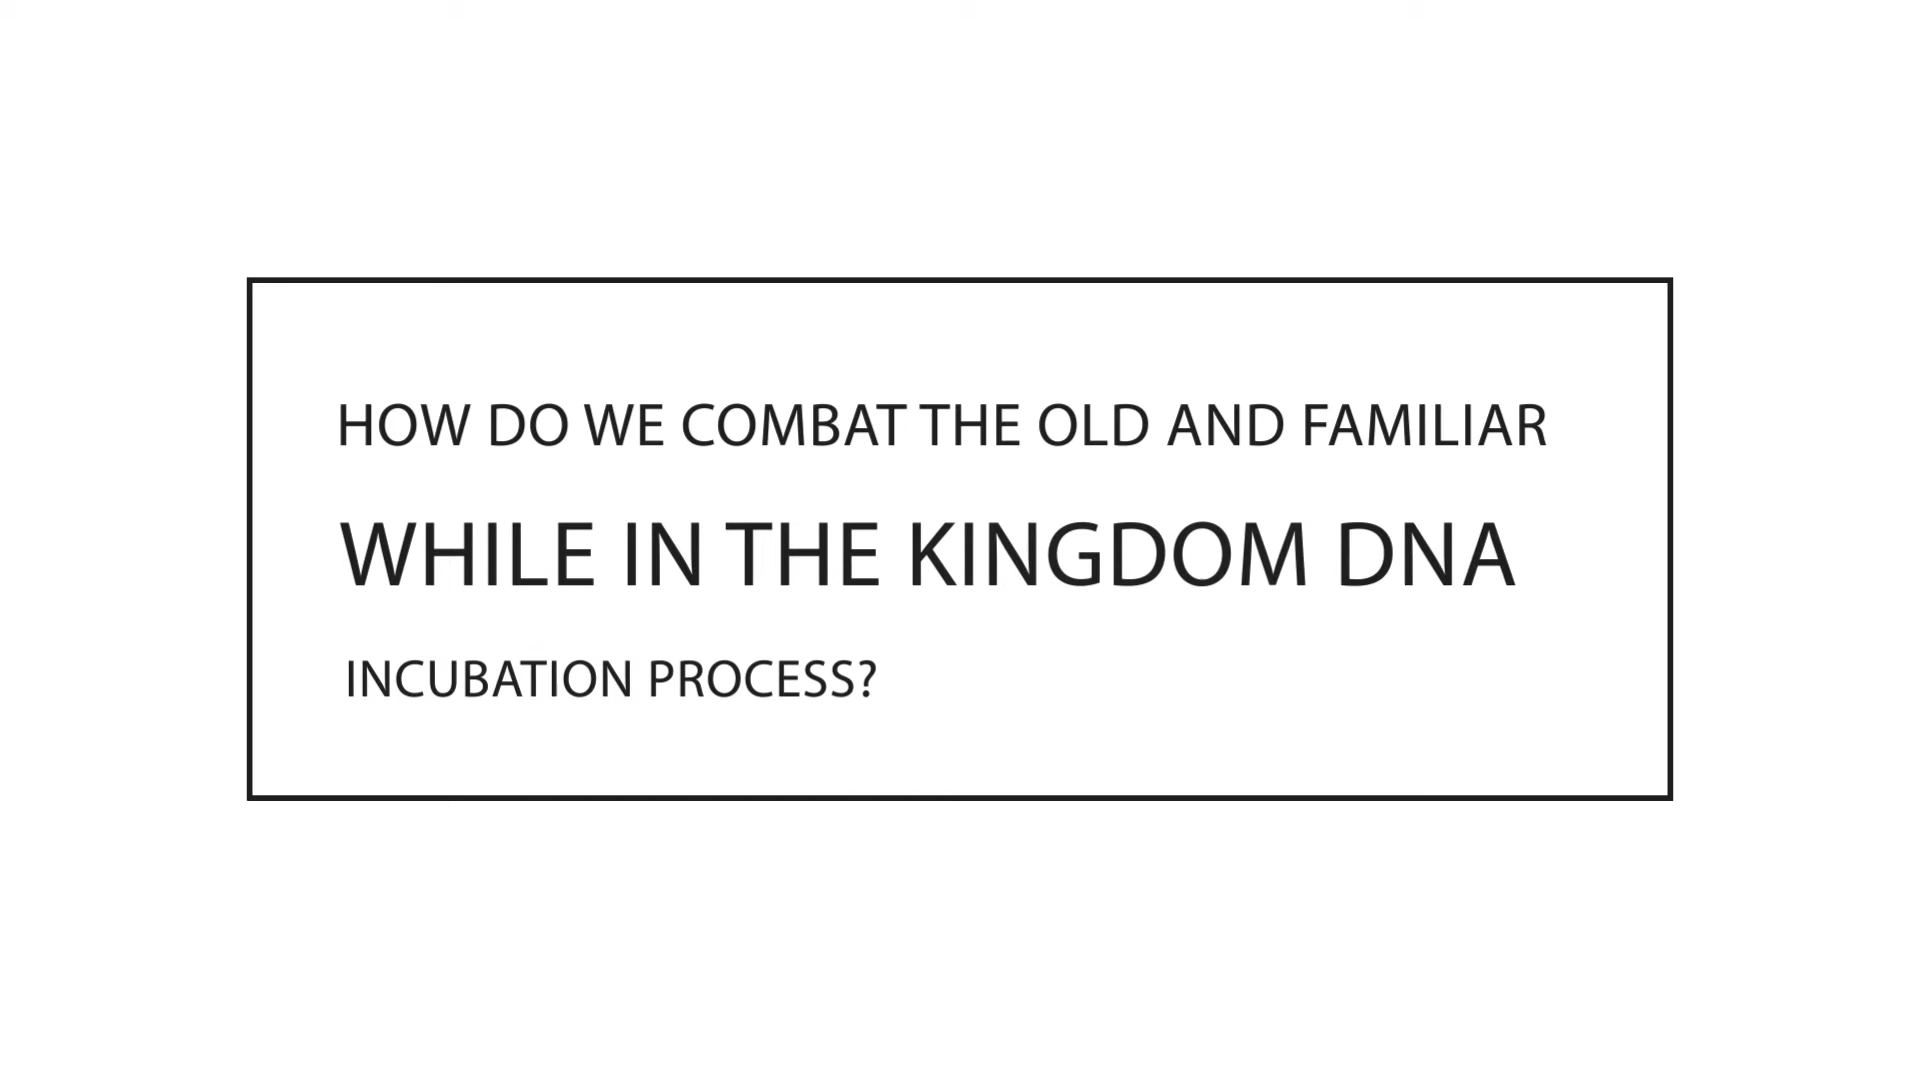 HOW DO WE COMBAT THE OLD AND FAMILIAR
WHILE IN THE KINGDOM DNA
INCUBATION PROCESS?